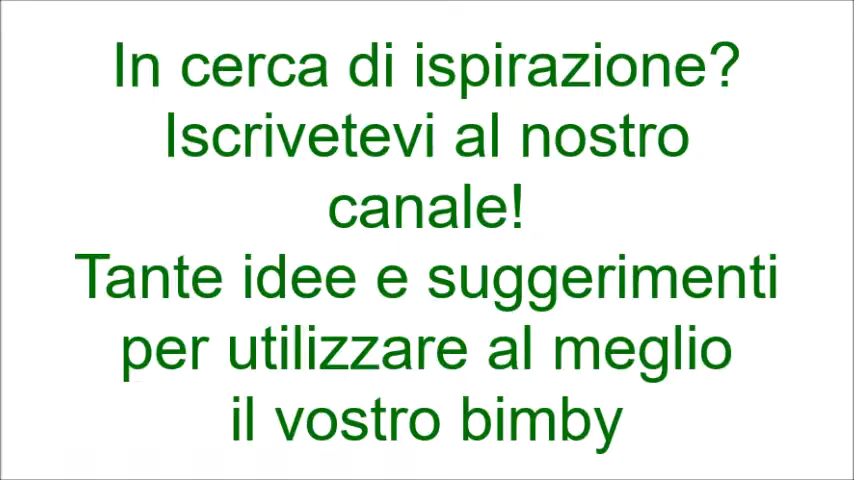 In cerca di ispirazione?
Iscrivetevi al nostro
canale!
Tante idee e suggerimenti
per utilizzare al meglio
il vostro bimby